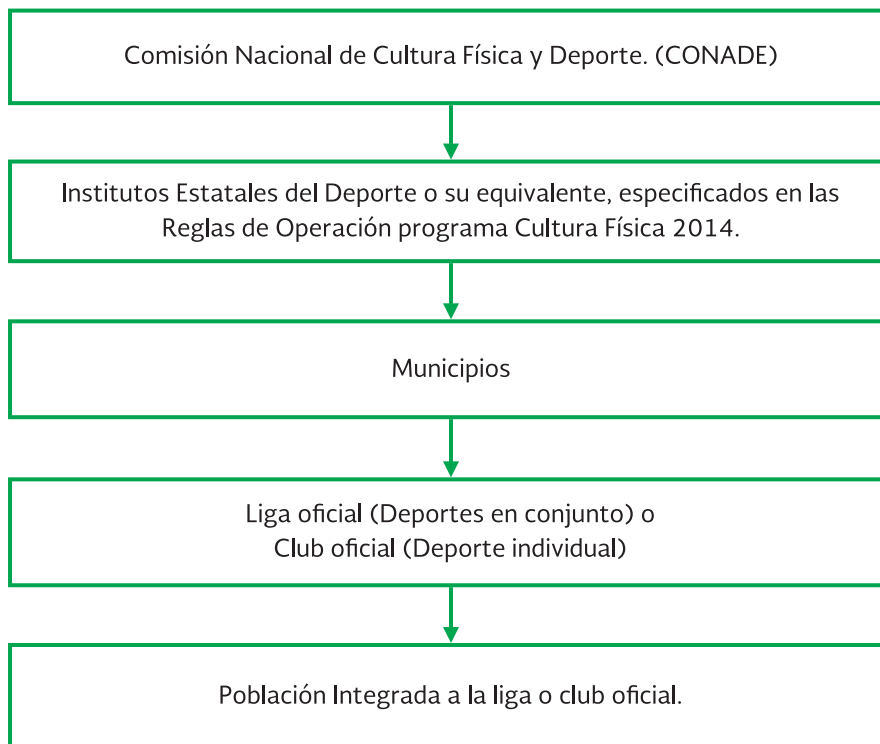 Comisión Nacional de Cultura Física y Deporte. (CONADE)
Institutos Estatales del Deporte o su equivalente, especificados en las
Reglas de Operación programa Cultura Física 2014.
Municipios
Liga oficial (Deportes en conjunto) o
Club oficial (Deporte individual)
Población Integrada a la liga o club oficial.